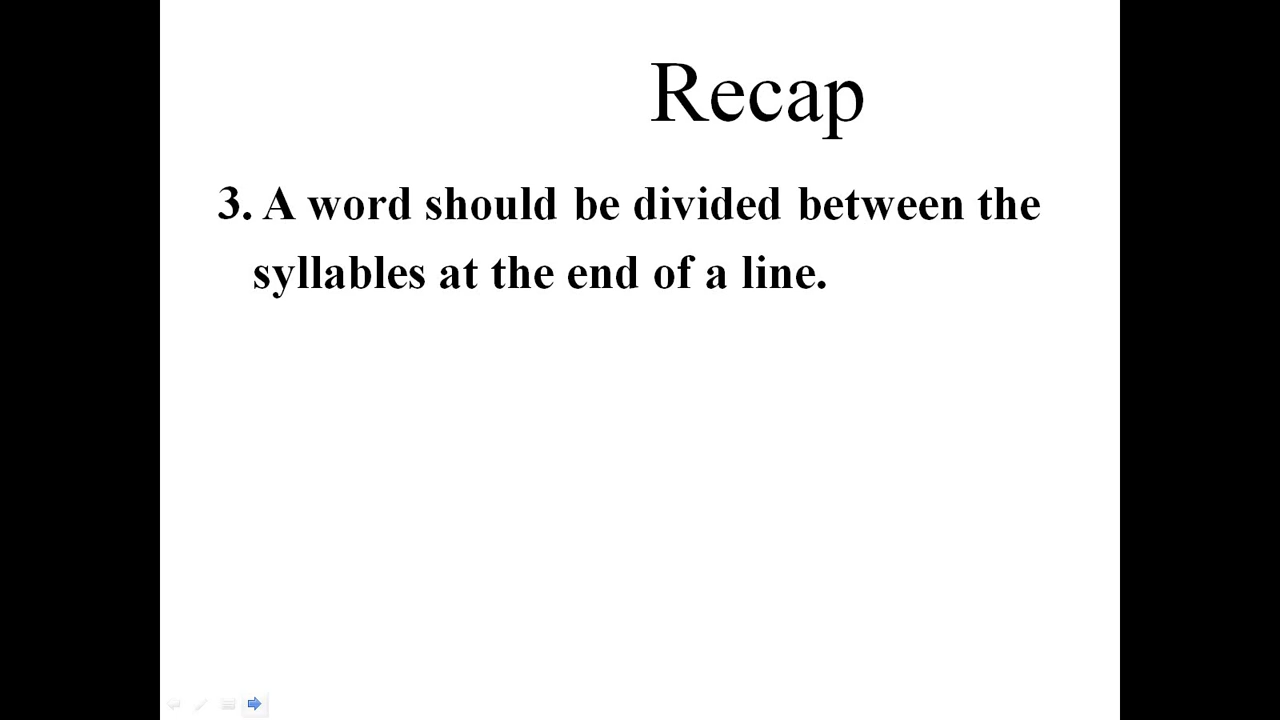 Recap
3. A word should be divided between the
syllables at the end of a line.